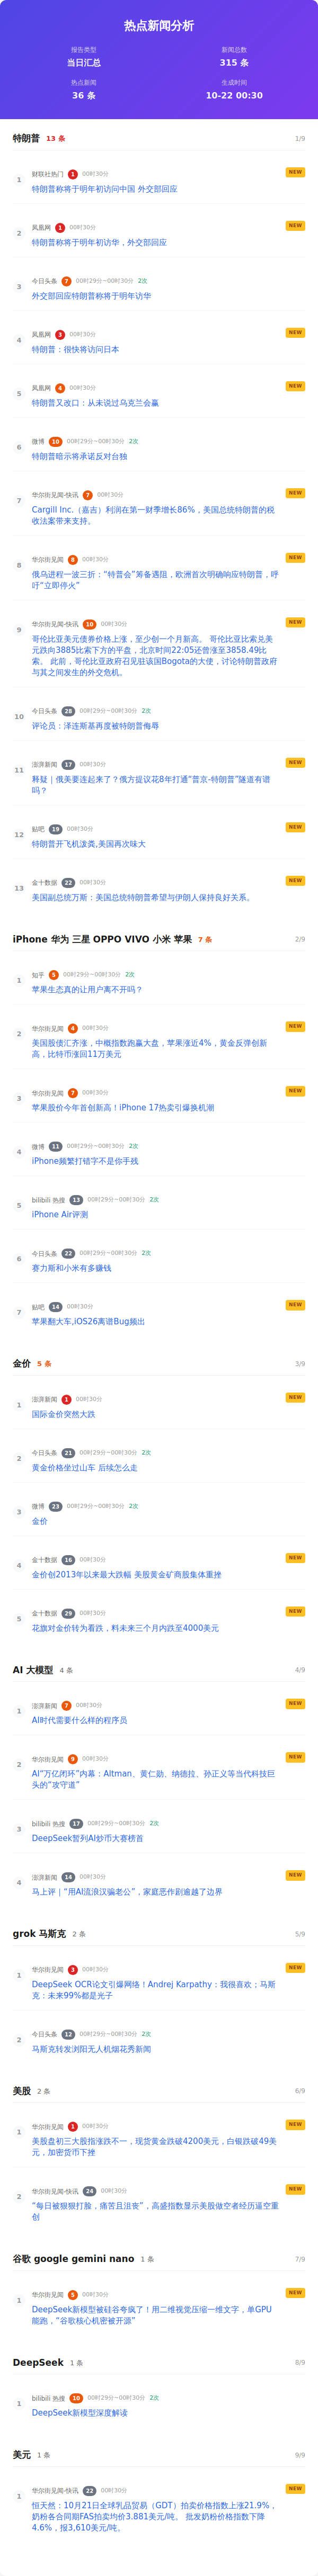 热点新闻分析
报告类型
新闻总数
当日汇总
315 条
热点新闻
生成时间
36 条
10-22 00:30
特朗普 13 条 1/9
1 财联社热门 1 00时30分 NEW
特朗普称将于明年初访问中国 外交部回应
2 凤凰网 1 00时30分 NEW
特朗普称将于明年初访华，外交部回应
3 今日头条 7 00时29分~00时30分 2次
外交部回应特朗普称将于明年访华
4 凤凰网 3 00时30分 NEW
特朗普：很快将访问日本
5 凤凰网 4 00时30分 NEW
特朗普又改口：从未说过乌克兰会赢
6 微博 10 00时29分~00时30分 2次
特朗普暗示将承诺反对台独
7 华尔街见闻-快讯 7 00时30分 NEW
Cargill Inc.（嘉吉）利润在第一财季增长86%，美国总统特朗普的税
收法案带来支持。
8 华尔街见闻 8 00时30分 NEW
俄乌进程一波三折：“特普会”筹备遇阻，欧洲首次明确响应特朗普，呼
吁“立即停火”
9 华尔街见闻-快讯 10 00时30分 NEW
哥伦比亚美元债券价格上涨，至少创一个月新高。 哥伦比亚比索兑美
元跌向3885比索下方的平盘，北京时间22:05还曾涨至3858.49比
索。 此前，哥伦比亚政府召见驻该国Bogota的大使，讨论特朗普政府
与其之间发生的外交危机。
10 今日头条 28 00时29分~00时30分 2次
评论员：泽连斯基再度被特朗普侮辱
11 澎湃新闻 17 00时30分 NEW
释疑｜俄美要连起来了？俄方提议花8年打通“普京-特朗普”隧道有谱
吗？
12 贴吧 19 00时30分 NEW
特朗普开飞机泼粪,美国再次味大
13 金十数据 22 00时30分 NEW
美国副总统万斯：美国总统特朗普希望与伊朗人保持良好关系。
iPhone 华为 三星 OPPO VIVO 小米 苹果 7 条 2/9
1 知乎 5 00时29分~00时30分 2次
苹果生态真的让用户离不开吗？
2 华尔街见闻 4 00时30分 NEW
美国股债汇齐涨，中概指数跑赢大盘，苹果涨近4%，黄金反弹创新
高，比特币涨回11万美元
3 华尔街见闻 7 00时30分 NEW
苹果股价今年首创新高！iPhone 17热卖引爆换机潮
4 微博 11 00时29分~00时30分 2次
iPhone频繁打错字不是你手残
5 bilibili 热搜 13 00时29分~00时30分 2次
iPhone Air评测
6 今日头条 22 00时29分~00时30分 2次
赛力斯和小米有多赚钱
7 贴吧 14 00时30分 NEW
苹果翻大车,iOS26离谱Bug频出
金价 5 条 3/9
1 澎湃新闻 1 00时30分 NEW
国际金价突然大跌
2 今日头条 21 00时29分~00时30分 2次
黄金价格坐过山车 后续怎么走
3 微博 23 00时29分~00时30分 2次
金价
4 金十数据 16 00时30分 NEW
金价创2013年以来最大跌幅 美股黄金矿商股集体重挫
5 金十数据 29 00时30分 NEW
花旗对金价转为看跌，料未来三个月内跌至4000美元
AI 大模型 4 条 4/9
1 澎湃新闻 7 00时30分 NEW
AI时代需要什么样的程序员
2 华尔街见闻 9 00时30分 NEW
AI“万亿闭环”内幕：Altman、黄仁勋、纳德拉、孙正义等当代科技巨
头的“攻守道”
3 bilibili 热搜 17 00时29分~00时30分 2次
DeepSeek暂列AI炒币大赛榜首
4 澎湃新闻 14 00时30分 NEW
马上评｜“用AI流浪汉骗老公”，家庭恶作剧逾越了边界
grok 马斯克 2 条 5/9
1 华尔街见闻 3 00时30分 NEW
DeepSeek OCR论文引爆网络！Andrej Karpathy：我很喜欢；马斯
克：未来99%都是光子
2 今日头条 12 00时29分~00时30分 2次
马斯克转发浏阳无人机烟花秀新闻
美股 2 条 6/9
1 华尔街见闻 1 00时30分 NEW
美股盘初三大股指涨跌不一，现货黄金跌破4200美元，白银跌破49美
元，加密货币下挫
2 华尔街见闻-快讯 24 00时30分 NEW
“每日被狠狠打脸，痛苦且沮丧”，高盛指数显示美股做空者经历逼空重
创
谷歌 google gemini nano 1 条 7/9
1 华尔街见闻 5 00时30分 NEW
DeepSeek新模型被硅谷夸疯了！用二维视觉压缩一维文字，单GPU
能跑，“谷歌核心机密被开源”
DeepSeek 1 条 8/9
1 bilibili 热搜 10 00时29分~00时30分 2次
DeepSeek新模型深度解读
美元 1 条 9/9
1 华尔街见闻-快讯 22 00时30分 NEW
恒天然：10月21日全球乳品贸易（GDT）拍卖价格指数上涨21.9%，
奶粉各合同期FAS拍卖均价3.881美元/吨。 批发奶粉价格指数下降
4.6%，报3,610美元/吨。